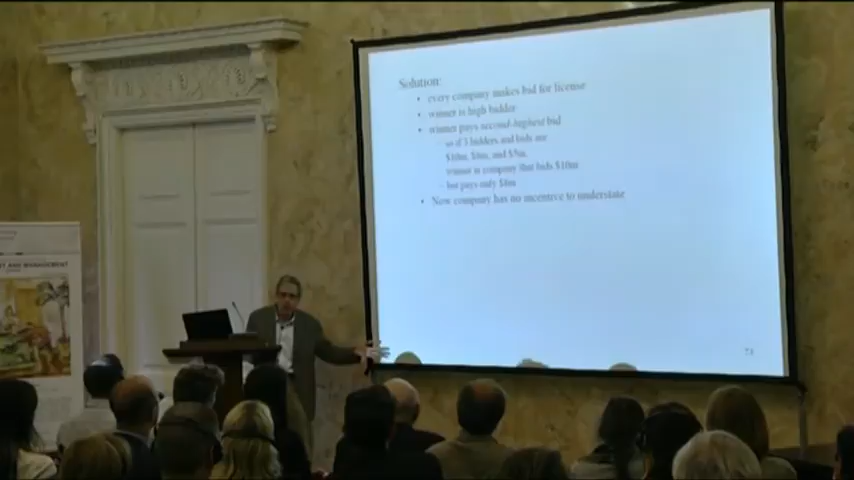 Solution:
• every company makes bid for license
• winner is high bidder
• winner pays second-highest bid
– so if 3 bidders and bids are
$10m, $8m, and $5m,
winner is company that bids $10m
– but pays only $8m
• Now company has no incentive to understate
AND MANAGEMENT